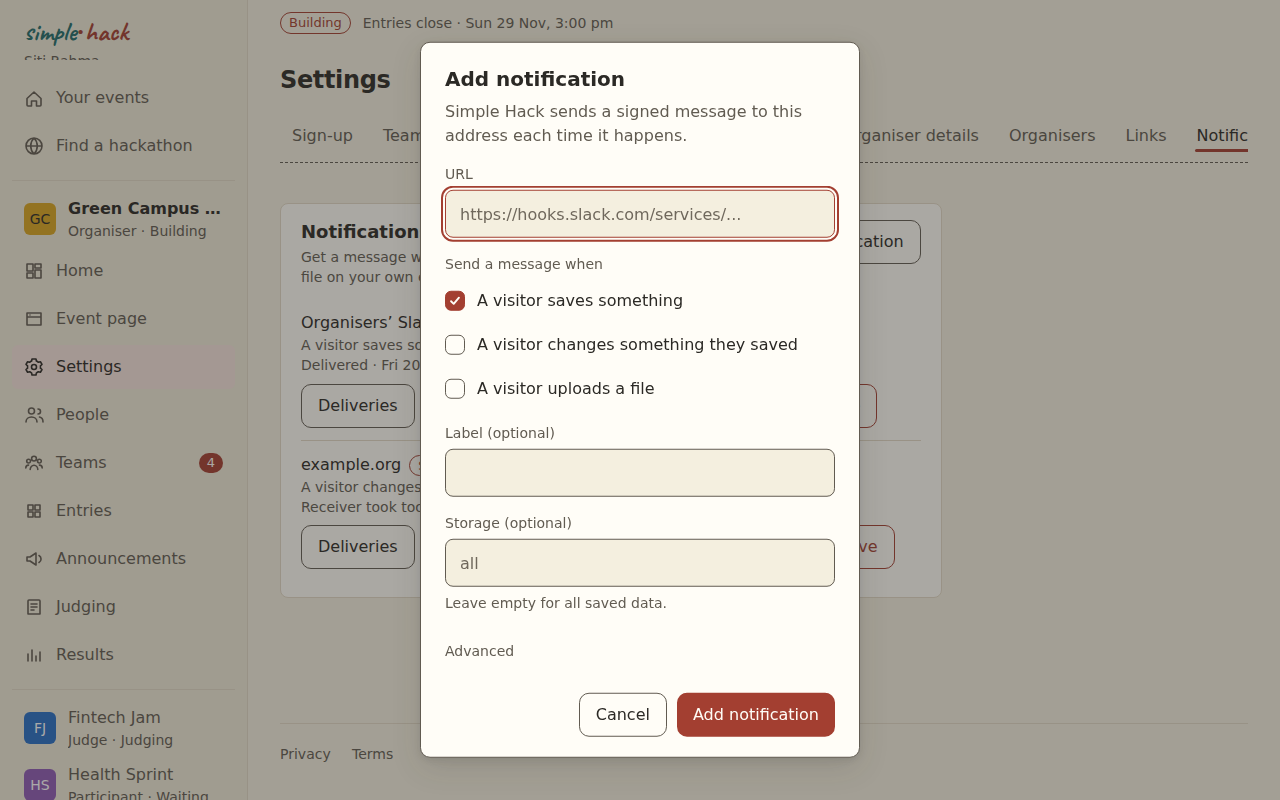 simple·hack
Siti Rahma
Your events
Find a hackathon
GC
Green Campus ...
Organiser · Building
Home
Event page
Settings
People
Teams
4
Entries
Announcements
Judging
Results
FJ
Fintech Jam
Judge · Judging
HS
Health Sprint
Participant · Waiting
Building
Entries close · Sun 29 Nov, 3:00 pm
Settings
Sign-up
Team
rganiser details
Organisers
Links
Notific
Notification
Get a message w
file on your own
cation
Organisers’ Sla
A visitor saves so
Delivered · Fri 20
Deliveries
example.org
A visitor changes
Receiver took too
Deliveries
ve
Privacy
Terms
Add notification
Simple Hack sends a signed message to this
address each time it happens.
URL
https://hooks.slack.com/services/...
Send a message when
A visitor saves something
A visitor changes something they saved
A visitor uploads a file
Label (optional)
Storage (optional)
all
Leave empty for all saved data.
Advanced
Cancel
Add notification